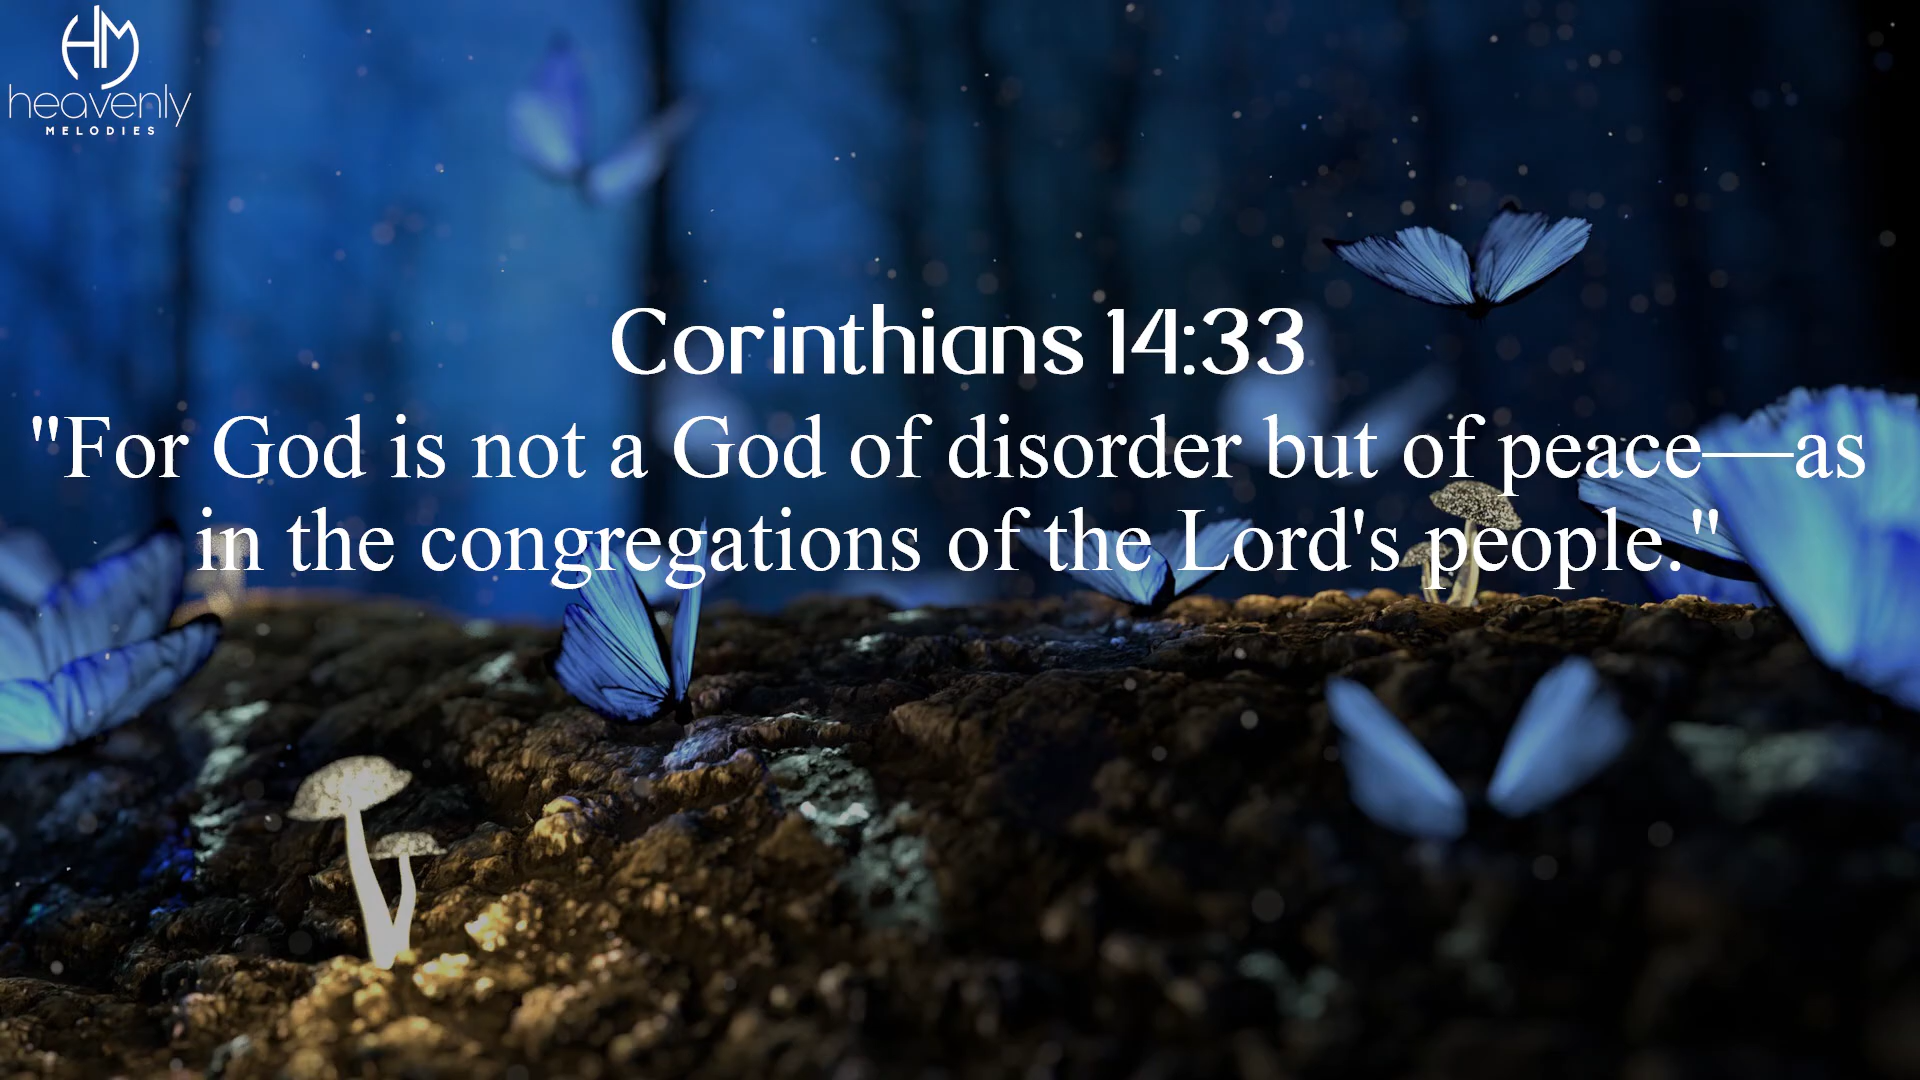 HM
heavenly
MELODIES
Corinthians 14:33
"For God is not a God of disorder but of peace—as
in the congregations of the Lord's people."